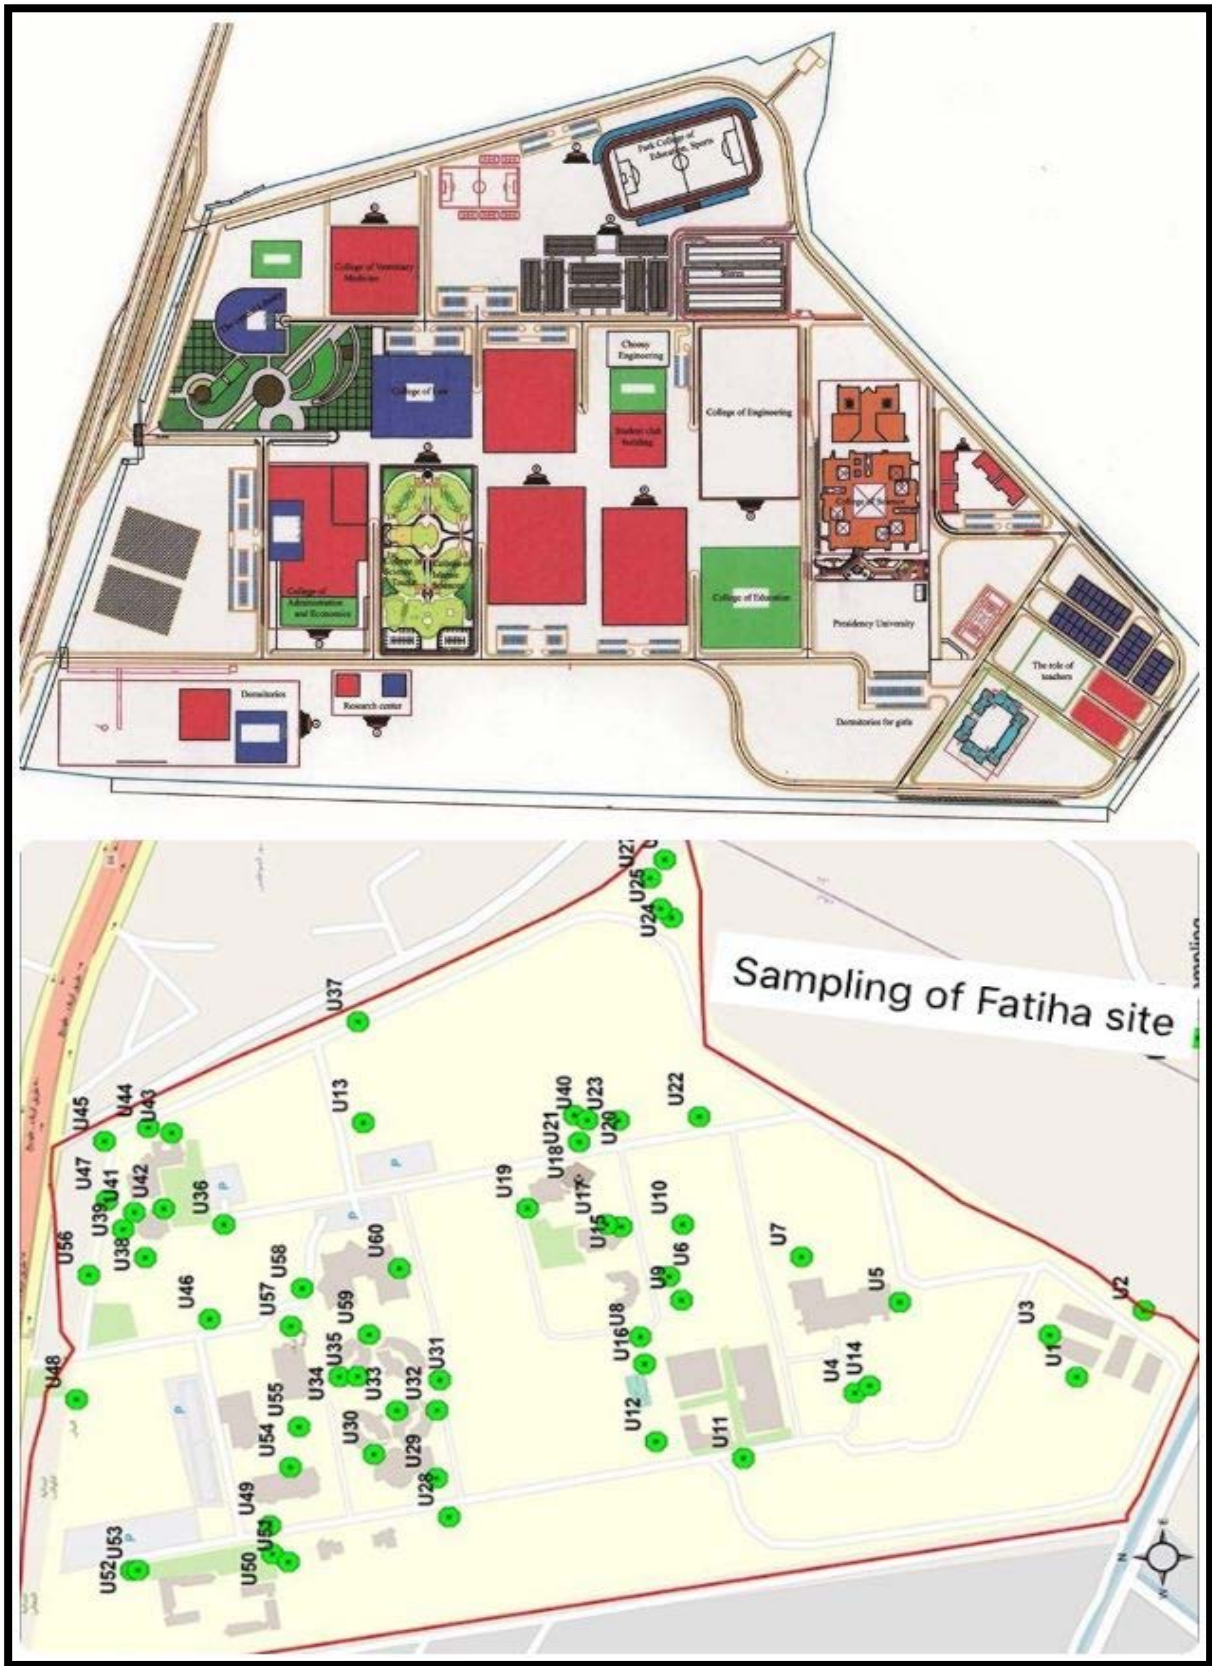 Park College of
Education, Sports
College of Veterinary
Medicine
Stores
Choosy
Engineering
College of Law
College of Engineering
Student club
building
College of Science
College of
Islamic
Sciences
College of
Administration
and Economics
College of Education
Presidency University
The role of
teachers
Dormitories
Research center
Dormitories for girls
U25
U24
Sampling of Fatiha site
U37
U45
U44
U43
U13
U40
U23
U22
U21
U20
U47
U41
U42
U18
U39
U36
U19
U17
U56
U38
U15
U10
U58
U60
U7
U46
U57
U6
U9
U5
U59
U8
U2
U48
U35
U16
U3
U34
U33
U32
U31
U4
U14
U1
U55
U30
U12
U54
U29
U11
U49
U28
U51
U53
U52
U50
P
P
P
P
P
N
E
W